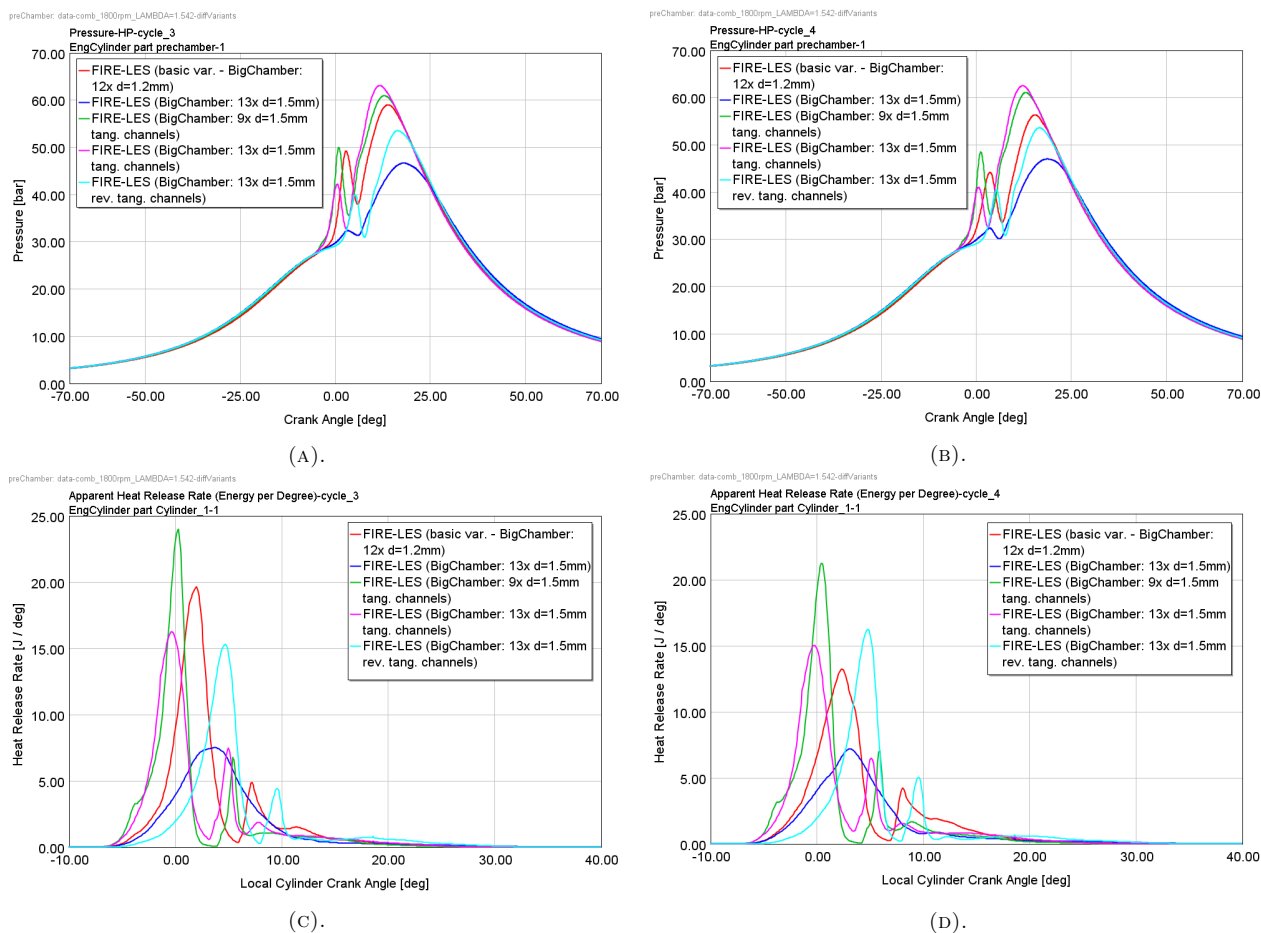 preChamber: data-comb_1800rpm_LAMBDA=1.542-diffVariants
Pressure-HP-cycle_3
EngCylinder part prechamber-1
70.00
60.00
50.00
40.00
30.00
20.00
10.00
0.00
Pressure [bar]
FIRE-LES (basic var. - BigChamber:
12x d=1.2mm)
FIRE-LES (BigChamber: 13x d=1.5mm)
FIRE-LES (BigChamber: 9x d=1.5mm
tang. channels)
FIRE-LES (BigChamber: 13x d=1.5mm
tang. channels)
FIRE-LES (BigChamber: 13x d=1.5mm
rev. tang. channels)
-70.00 -50.00 -25.00 0.00 25.00 50.00 70.00
Crank Angle [deg]
(A).
preChamber: data-comb_1800rpm_LAMBDA=1.542-diffVariants
Pressure-HP-cycle_4
EngCylinder part prechamber-1
70.00
60.00
50.00
40.00
30.00
20.00
10.00
0.00
Pressure [bar]
FIRE-LES (basic var. - BigChamber:
12x d=1.2mm)
FIRE-LES (BigChamber: 13x d=1.5mm)
FIRE-LES (BigChamber: 9x d=1.5mm
tang. channels)
FIRE-LES (BigChamber: 13x d=1.5mm
tang. channels)
FIRE-LES (BigChamber: 13x d=1.5mm
rev. tang. channels)
-70.00 -50.00 -25.00 0.00 25.00 50.00 70.00
Crank Angle [deg]
(B).
preChamber: data-comb_1800rpm_LAMBDA=1.542-diffVariants
Apparent Heat Release Rate (Energy per Degree)-cycle_3
EngCylinder part Cylinder_1-1
25.00
20.00
15.00
10.00
5.00
0.00
Heat Release Rate [J / deg]
FIRE-LES (basic var. - BigChamber:
12x d=1.2mm)
FIRE-LES (BigChamber: 13x d=1.5mm)
FIRE-LES (BigChamber: 9x d=1.5mm
tang. channels)
FIRE-LES (BigChamber: 13x d=1.5mm
tang. channels)
FIRE-LES (BigChamber: 13x d=1.5mm
rev. tang. channels)
-10.00 0.00 10.00 20.00 30.00 40.00
Local Cylinder Crank Angle [deg]
(C).
preChamber: data-comb_1800rpm_LAMBDA=1.542-diffVariants
Apparent Heat Release Rate (Energy per Degree)-cycle_4
EngCylinder part Cylinder_1-1
25.00
20.00
15.00
10.00
5.00
0.00
Heat Release Rate [J / deg]
FIRE-LES (basic var. - BigChamber:
12x d=1.2mm)
FIRE-LES (BigChamber: 13x d=1.5mm)
FIRE-LES (BigChamber: 9x d=1.5mm
tang. channels)
FIRE-LES (BigChamber: 13x d=1.5mm
tang. channels)
FIRE-LES (BigChamber: 13x d=1.5mm
rev. tang. channels)
-10.00 0.00 10.00 20.00 30.00 40.00
Local Cylinder Crank Angle [deg]
(D).